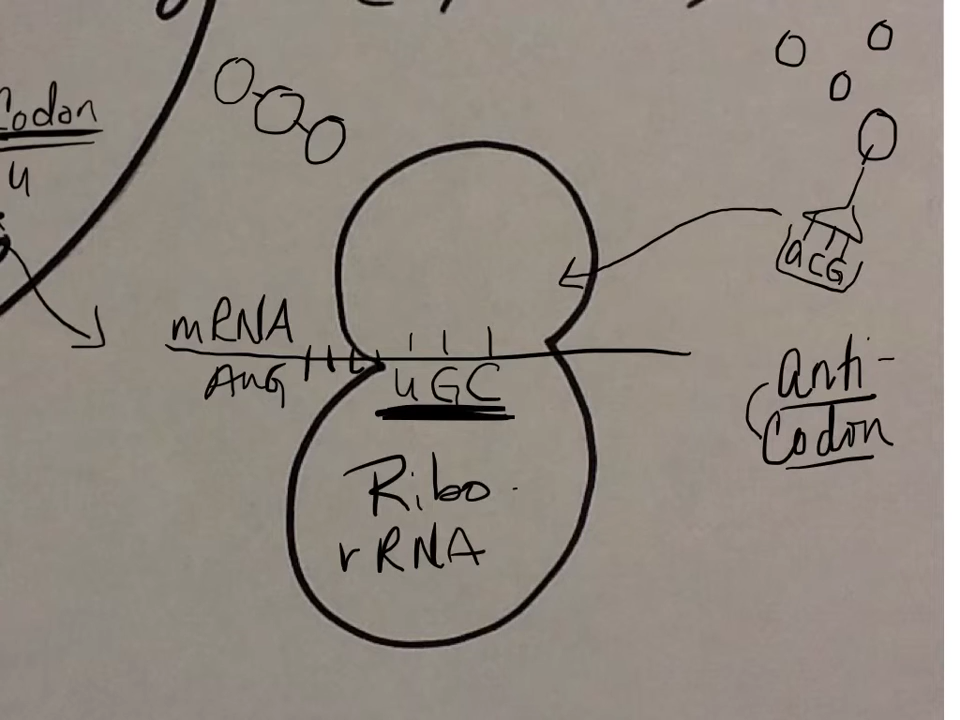 Codon
u
mRNA
AUG
uGC
Ribo
rRNA
aCG
Anti-
Codon